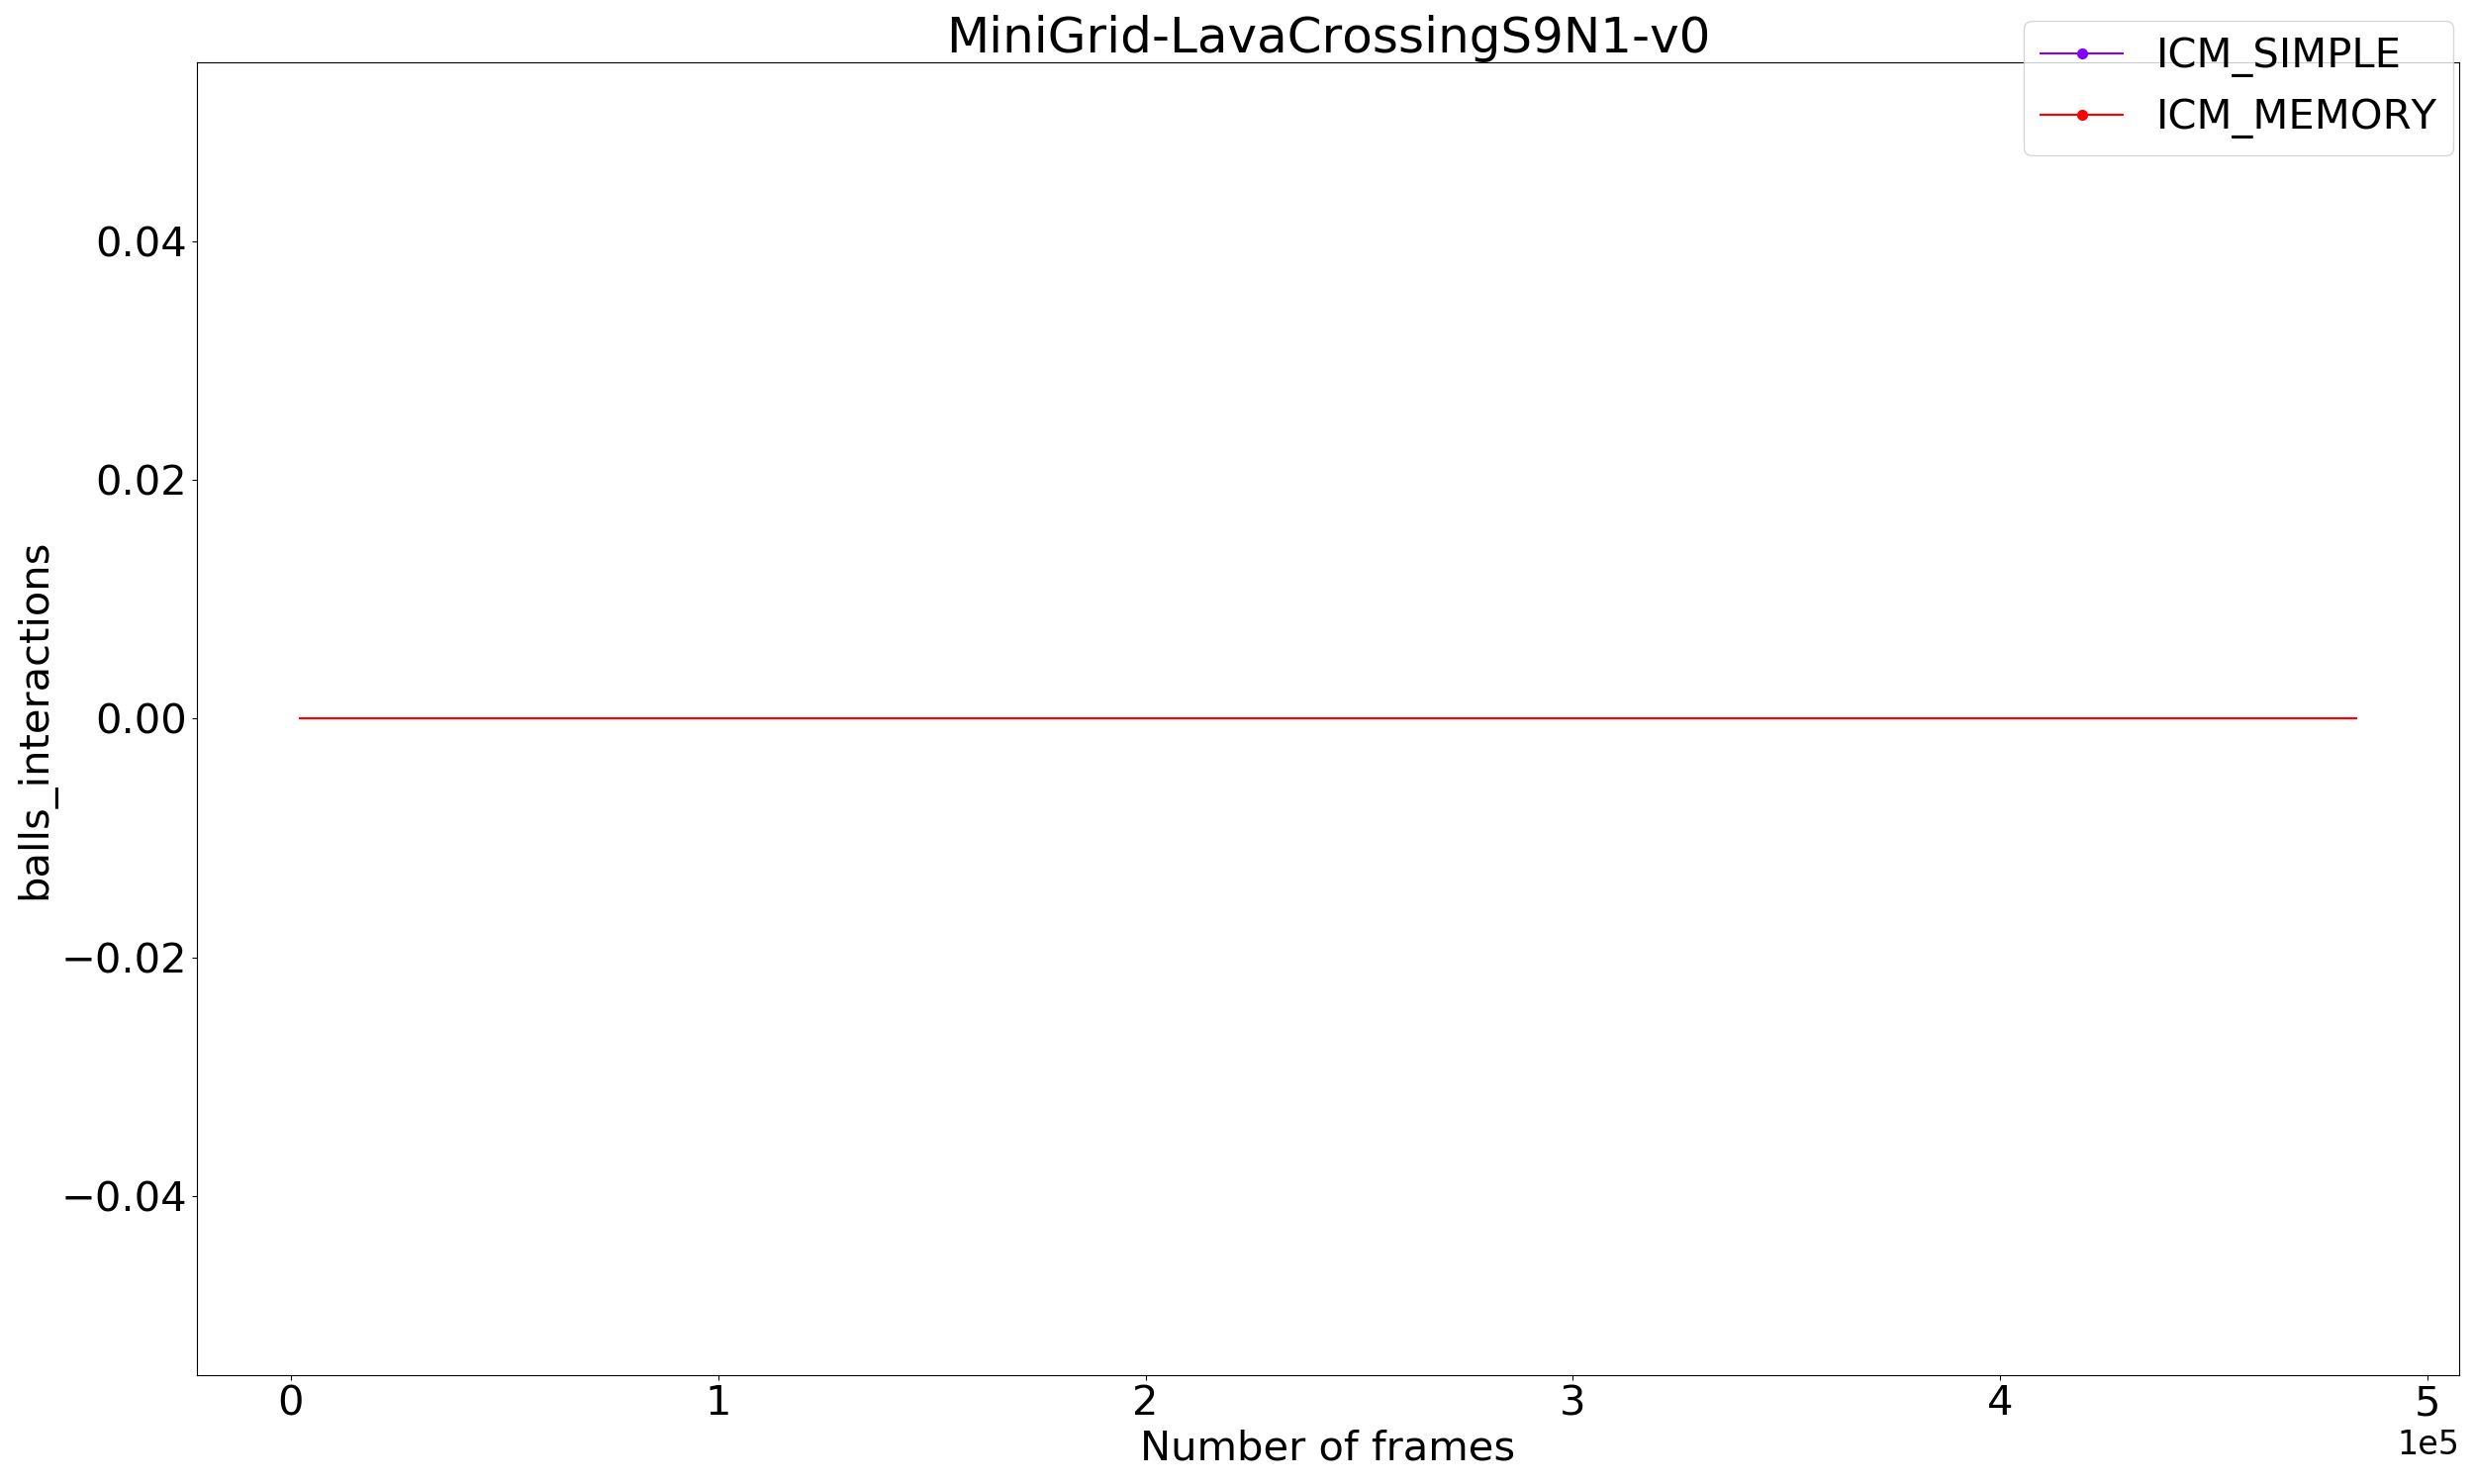 MiniGrid-LavaCrossingS9N1-v0
ICM_SIMPLE
ICM_MEMORY
balls_interactions
0.04
0.02
0.00
−0.02
−0.04
0 1 2 3 4 5
1e5
Number of frames